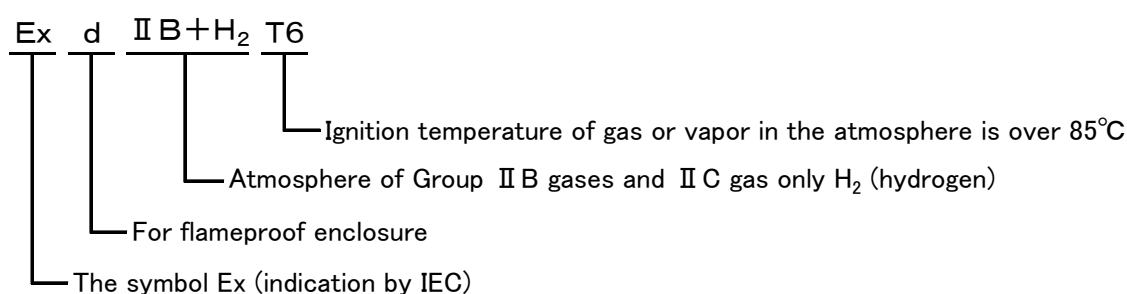 Ex d ⅡB+H₂ T6
Ignition temperature of gas or vapor in the atmosphere is over 85℃
Atmosphere of Group ⅡB gases and ⅡC gas only H₂ (hydrogen)
For flameproof enclosure
The symbol Ex (indication by IEC)